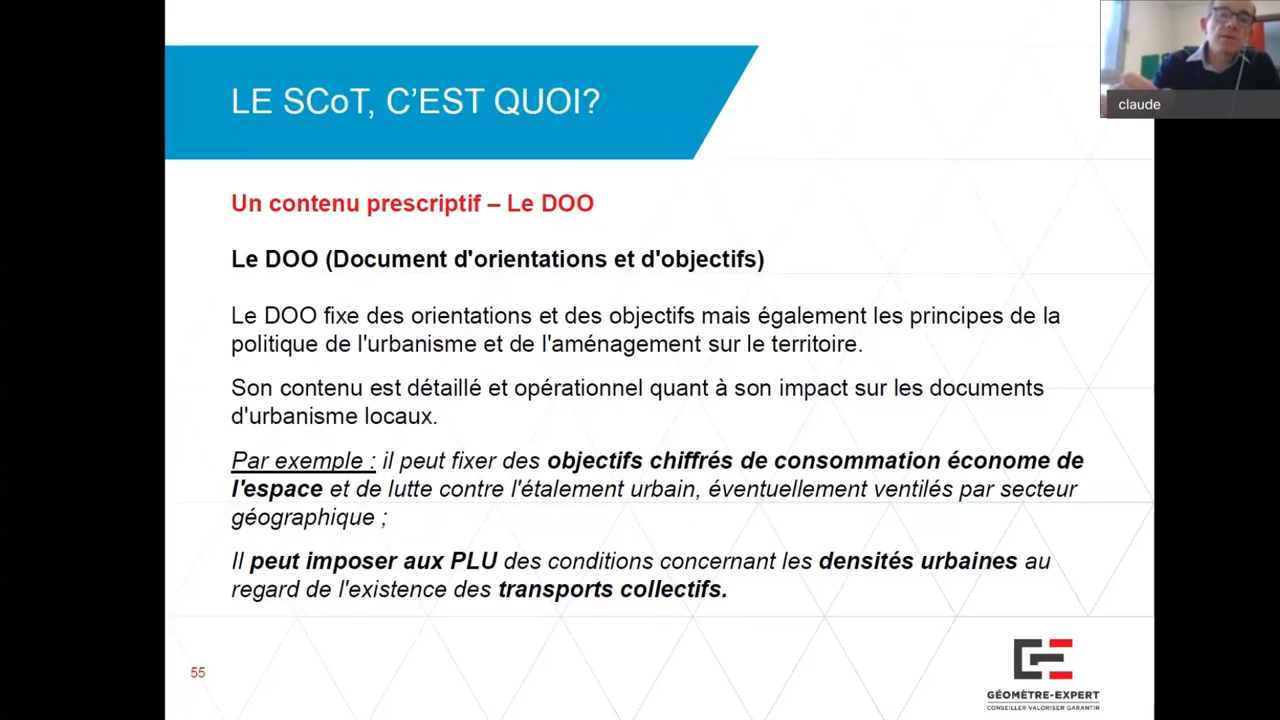 LE SCoT, C’EST QUOI?
claude
Un contenu prescriptif – Le DOO
Le DOO (Document d'orientations et d'objectifs)
Le DOO fixe des orientations et des objectifs mais également les principes de la
politique de l'urbanisme et de l'aménagement sur le territoire.
Son contenu est détaillé et opérationnel quant à son impact sur les documents
d'urbanisme locaux.
Par exemple : il peut fixer des objectifs chiffrés de consommation économe de
l'espace et de lutte contre l'étalement urbain, éventuellement ventilés par secteur
géographique ;
Il peut imposer aux PLU des conditions concernant les densités urbaines au
regard de l'existence des transports collectifs.
55
GÉOMÈTRE-EXPERT
CONSEILLER VALORISER GARANTIR